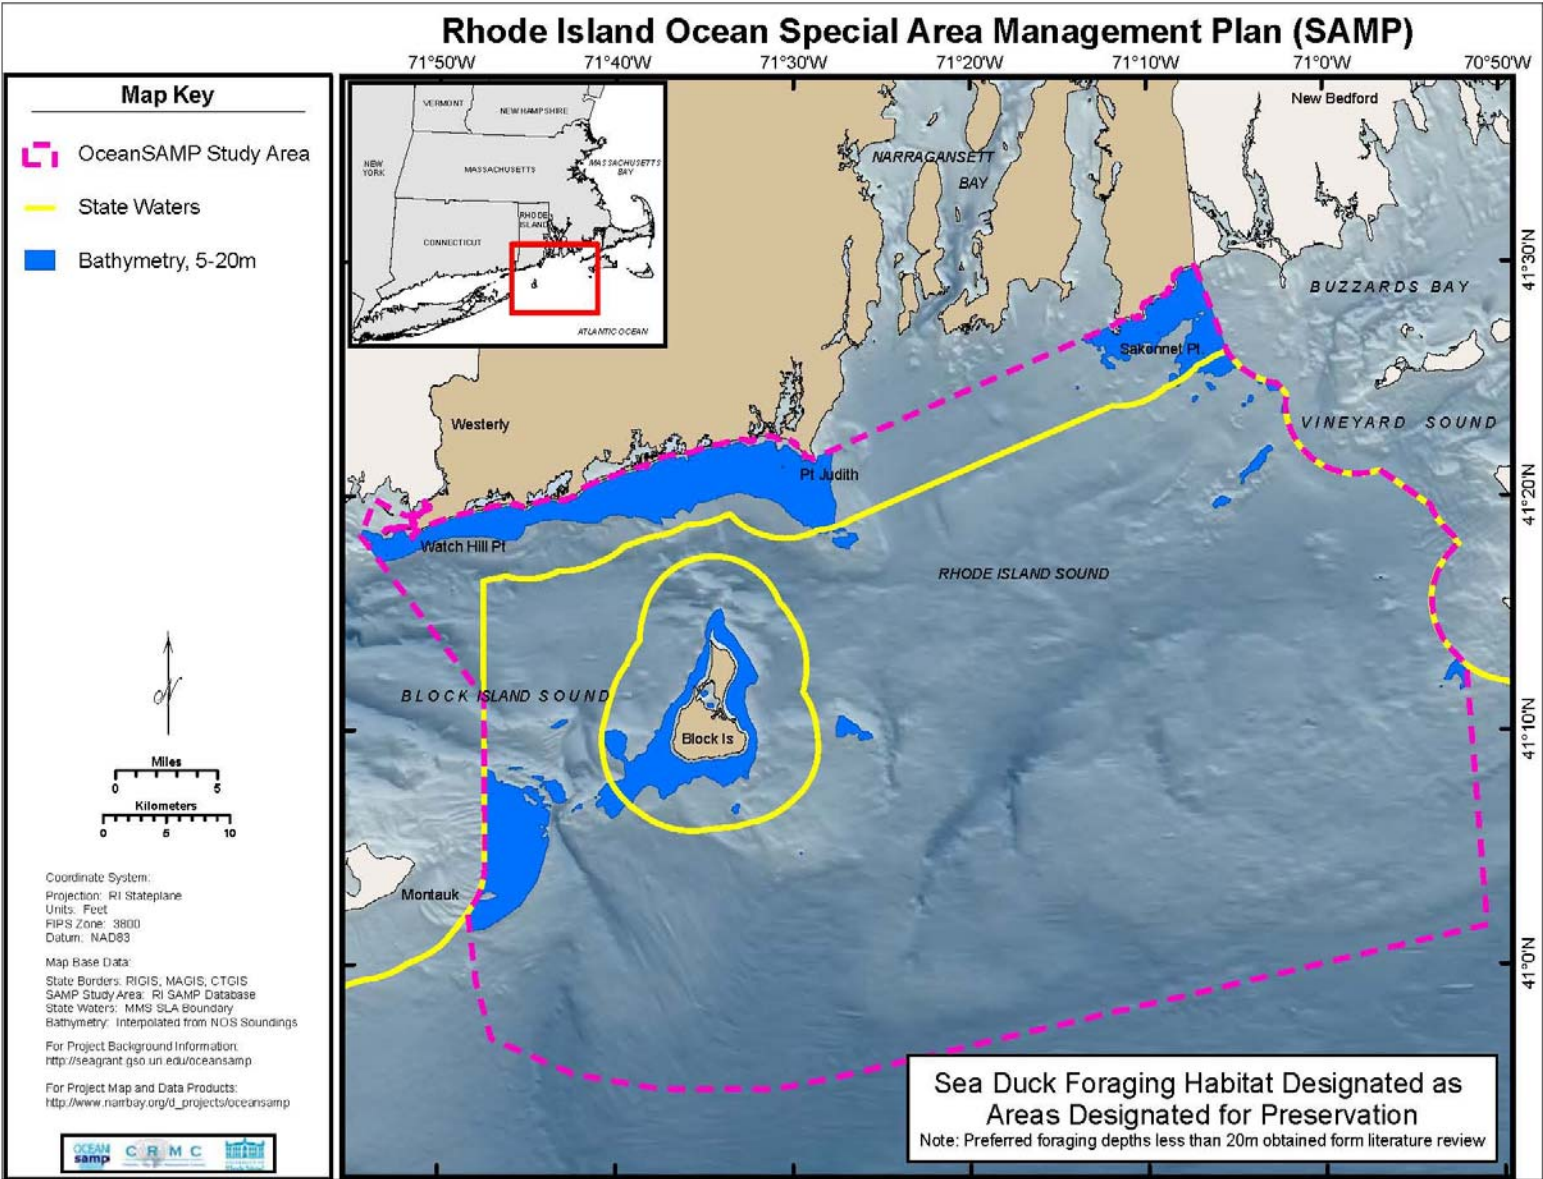 Rhode Island Ocean Special Area Management Plan (SAMP)
71°50'W 71°40'W 71°30'W 71°20'W 71°10'W 71°0'W 70°50'W
Map Key
OceanSAMP Study Area
State Waters
Bathymetry, 5-20m
VERMONT
NEW HAMPSHIRE
NEW
YORK
MASSACHUSETTS
MASSACHUSETTS
BAY
RHODE
ISLAND
CONNECTICUT
ATLANTIC OCEAN
New Bedford
NARRAGANSETT
BAY
BUZZARDS BAY
Sakonnet Pt.
Westerly
VINEYARD SOUND
Pt Judith
Watch Hill Pt
RHODE ISLAND SOUND
BLOCK ISLAND SOUND
Block Is
Montauk
41°30'N
41°20'N
41°10'N
41°0'N
N
Miles
0 5
Kilometers
0 5 10
Coordinate System:
Projection: RI Stateplane
Units: Feet
FIPS Zone: 3800
Datum: NAD83
Map Base Data:
State Borders: RIGIS; MAGIS; CTGIS
SAMP Study Area: RI SAMP Database
State Waters: MMS SLA Boundary
Bathymetry: Interpolated from NOS Soundings
For Project Background Information:
http://seagrant.gso.uri.edu/oceansamp
For Project Map and Data Products:
http://www.narrbay.org/d_projects/oceansamp
OCEAN
samp
CRMC
Sea Duck Foraging Habitat Designated as
Areas Designated for Preservation
Note: Preferred foraging depths less than 20m obtained form literature review